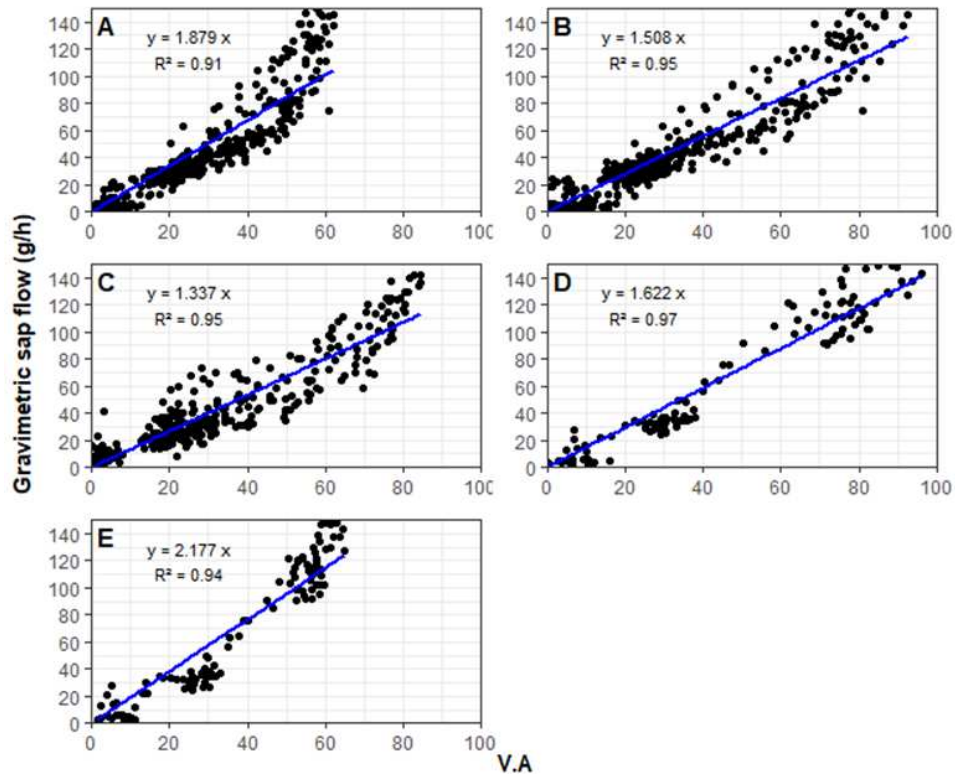 A
y = 1.879 x
R² = 0.91
140
120
100
80
60
40
20
0
0 20 40 60 80 100
B
y = 1.508 x
R² = 0.95
140
120
100
80
60
40
20
0
0 20 40 60 80 100
C
y = 1.337 x
R² = 0.95
140
120
100
80
60
40
20
0
0 20 40 60 80 100
D
y = 1.622 x
R² = 0.97
140
120
100
80
60
40
20
0
0 20 40 60 80 100
E
y = 2.177 x
R² = 0.94
140
120
100
80
60
40
20
0
0 20 40 60 80 100
Gravimetric sap flow (g/h)
V.A